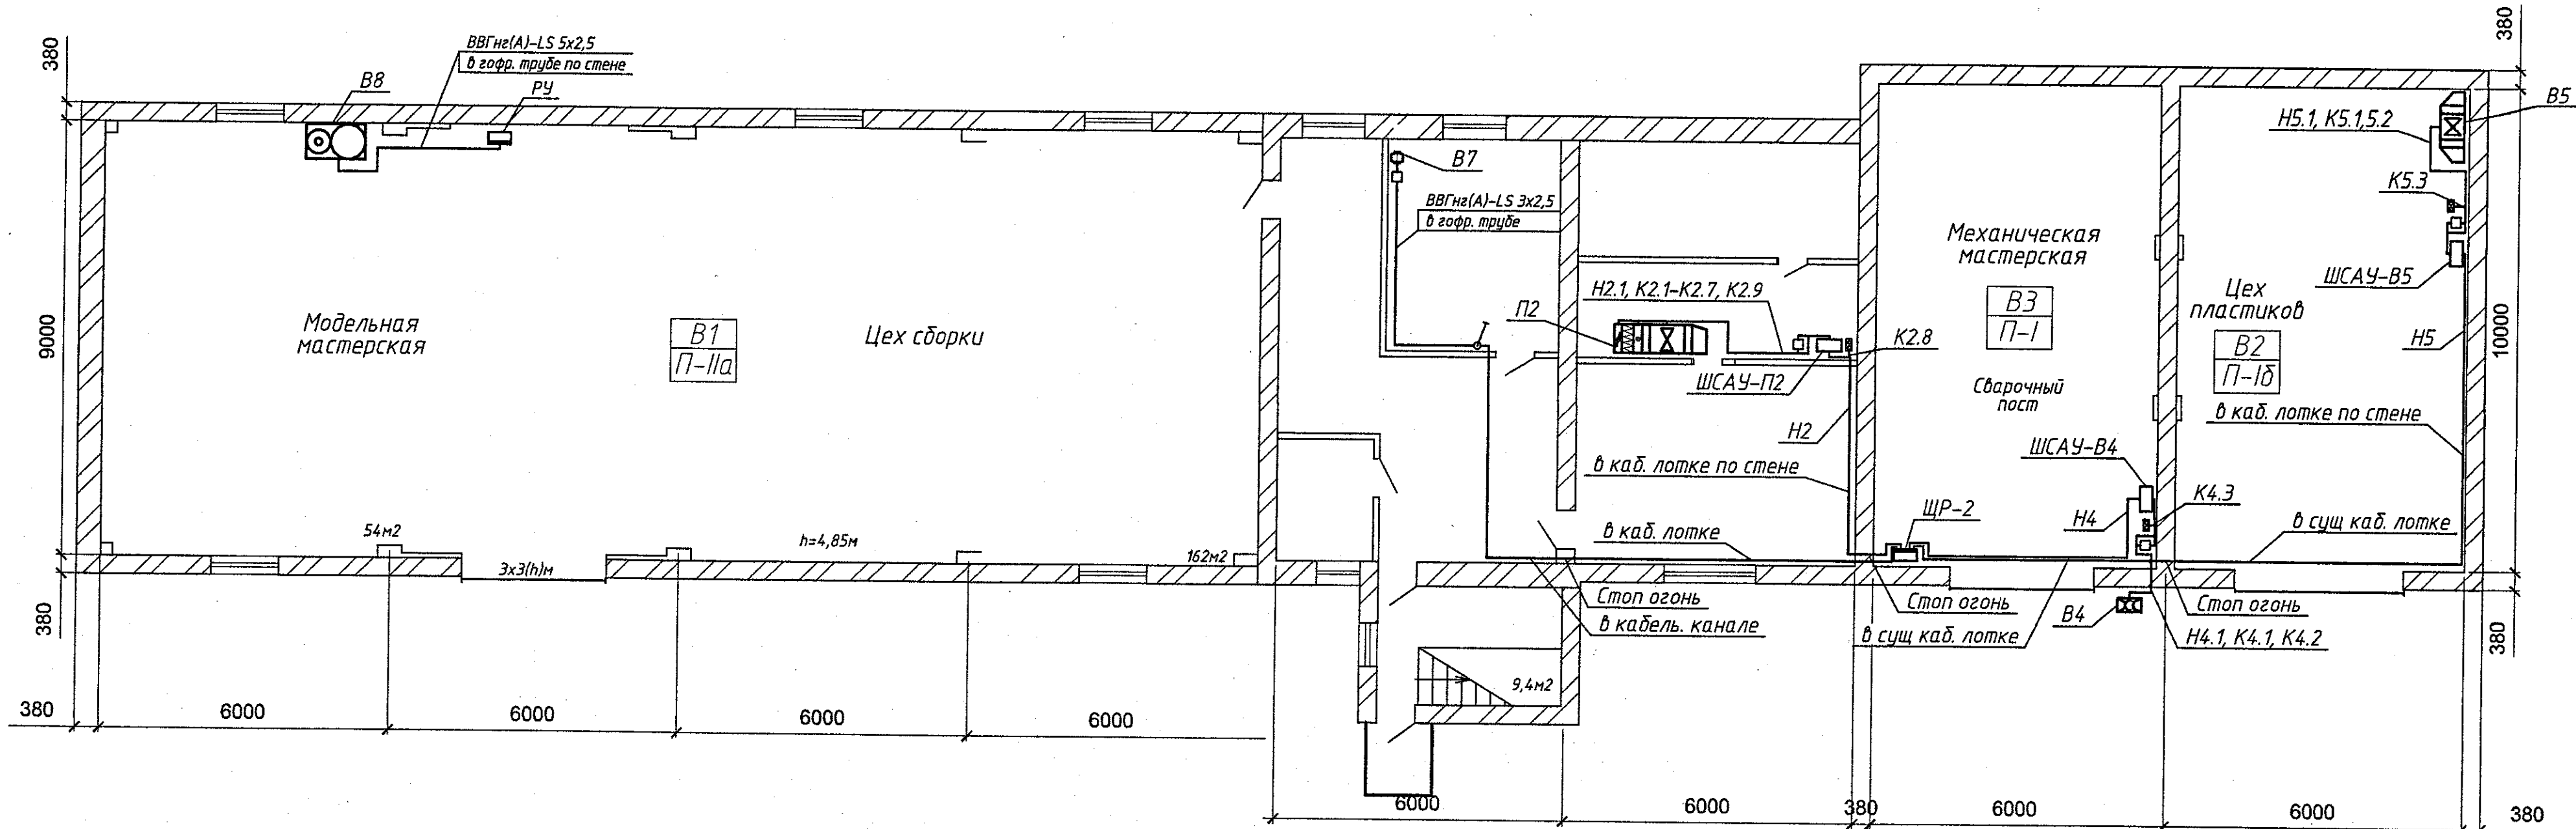 380
380
ВВГнг(А)-LS 5х2,5
в гофр. трубе по стене
В8
РУ
В5
Н5.1, К5.1,5.2
В7
К5.3
ВВГнг(А)-LS 3х2,5
в гофр. трубе
Механическая
мастерская
ШСАУ-В5
Н2.1, К2.1-К2.7, К2.9
П2
В3
П-I
Цех
пластиков
Модельная
мастерская
В1
П-IIа
Цех сборки
9000
К2.8
В2
П-Iб
Н5
10000
ШСАУ-П2
Сварочный
пост
в каб. лотке по стене
Н2
ШСАУ-В4
в каб. лотке по стене
К4.3
ЩР-2
Н4
в сущ каб. лотке
54м2
h=4,85м
в каб. лотке
162м2
3х3(h)м
Стоп огонь
Стоп огонь
Стоп огонь
380
В4
в кабель. канале
в сущ каб. лотке
Н4.1, К4.1, К4.2
380
9,4м2
380
6000
6000
6000
6000
6000
6000
380
6000
6000
380